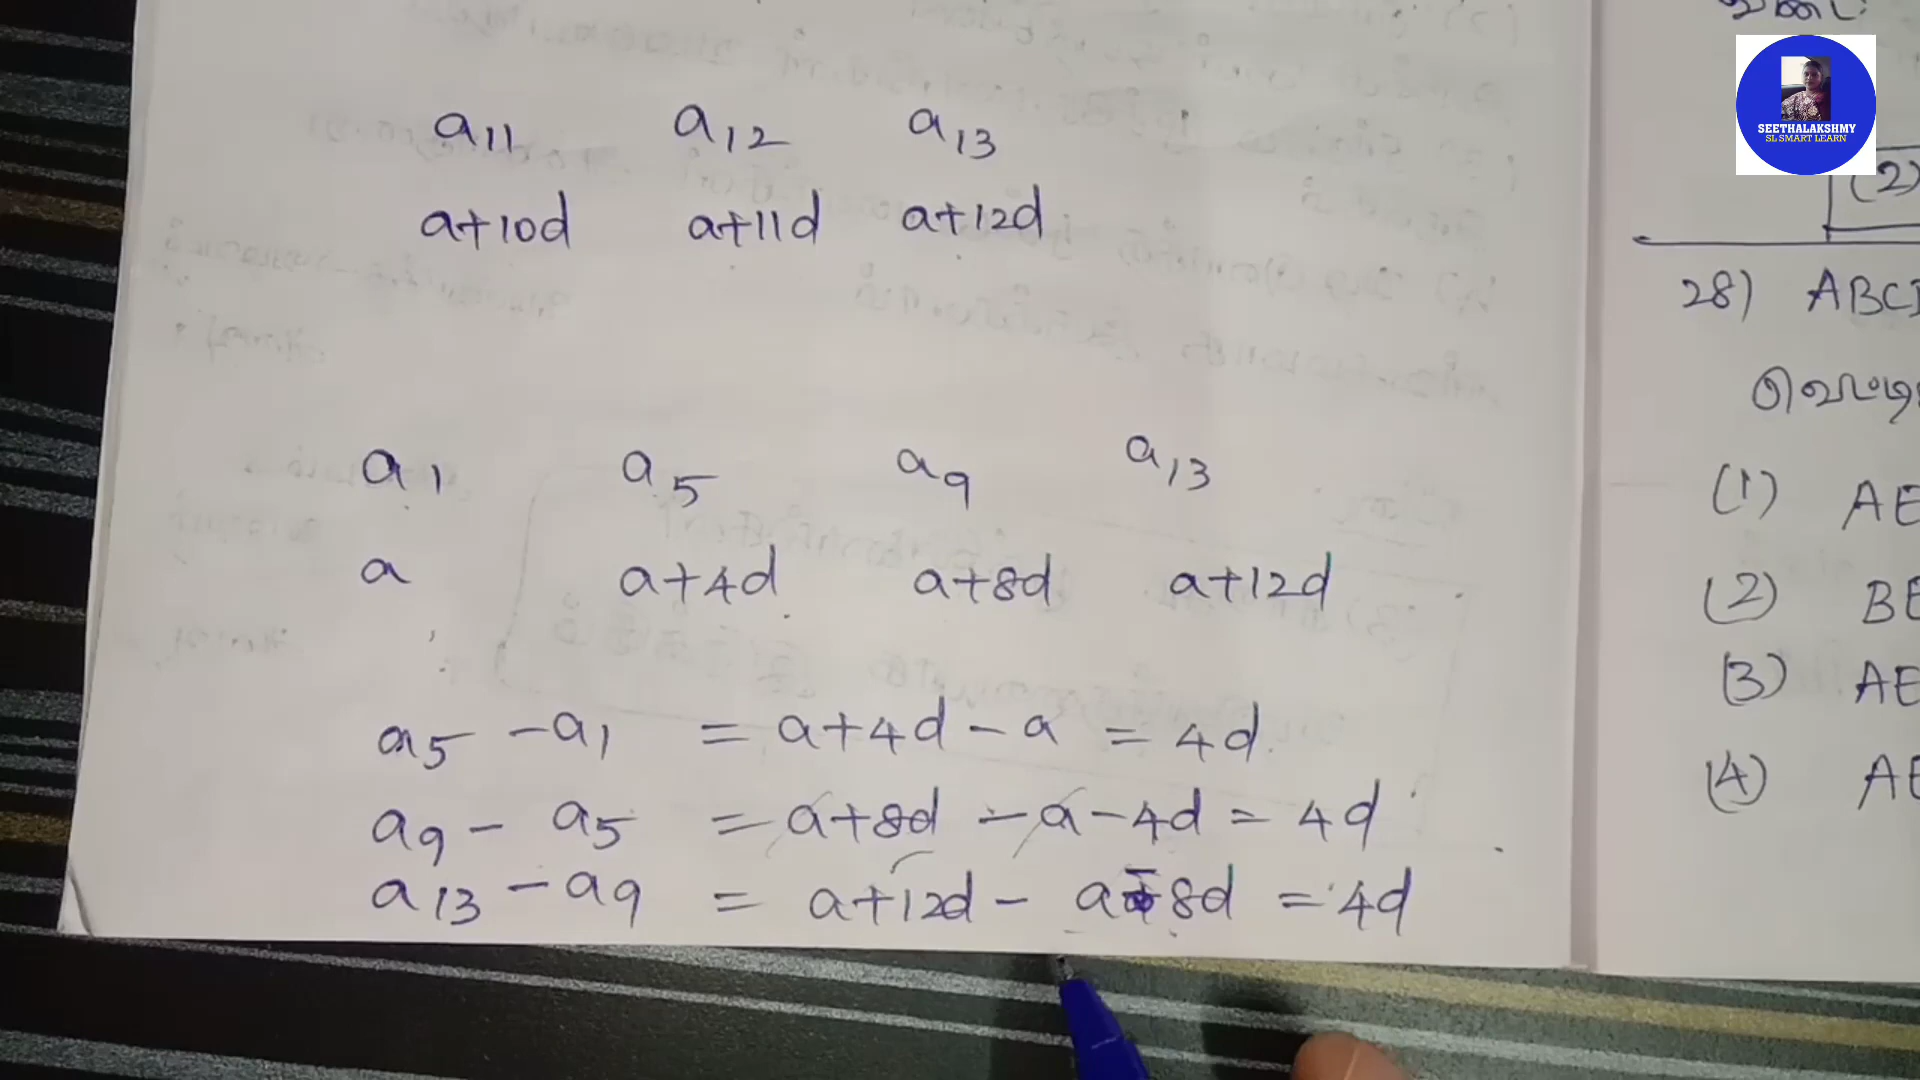 a11 a12 a13
a+10d a+11d a+12d
a1 a5 a9 a13
a a+4d a+8d a+12d
a5 - a1 = a+4d - a = 4d
a9 - a5 = a+8d - a - 4d = 4d
a13 - a9 = a+12d - a - 8d = 4d
SEETHALAKSHMY
SL SMART LEARN
(2)
28) ABCD
(1) AE
(2) BE
(3) AE
(4) AE